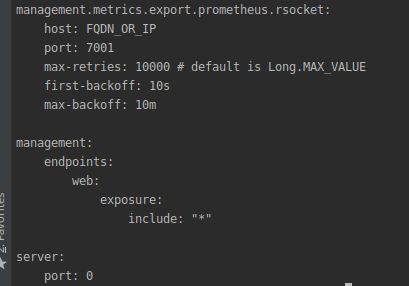 management.metrics.export.prometheus.rsocket:
    host: FQDN_OR_IP
    port: 7001
    max-retries: 10000 # default is Long.MAX_VALUE
    first-backoff: 10s
    max-backoff: 10m

management:
    endpoints:
        web:
            exposure:
                include: "*"

server:
    port: 0
2: Favorites